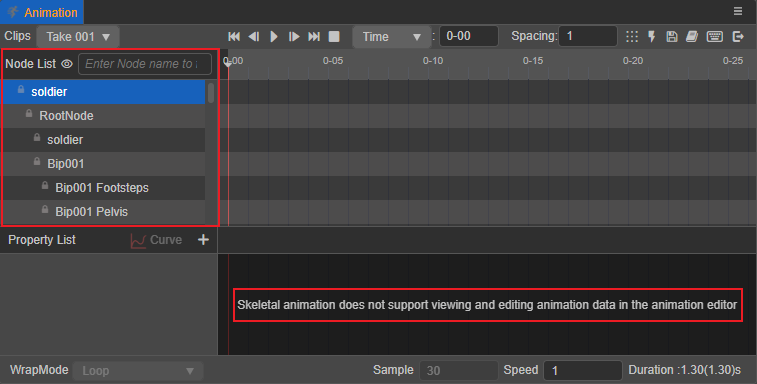 Animation
Clips Take 001 Time : 0-00 Spacing: 1
Node List Enter Node name to
0-00 0-05 0-10 0-15 0-20 0-26
soldier
RootNode
soldier
Bip001
Bip001 Footsteps
Bip001 Pelvis
Property List Curve +
Skeletal animation does not support viewing and editing animation data in the animation editor
WrapMode Loop Sample 30 Speed 1 Duration :1.30(1.30)s